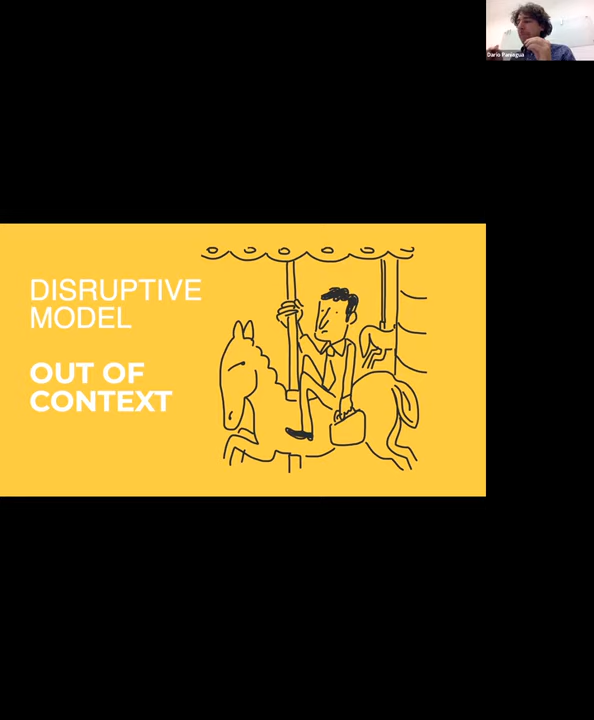 Dario Paniagua
DISRUPTIVE
MODEL
OUT OF
CONTEXT